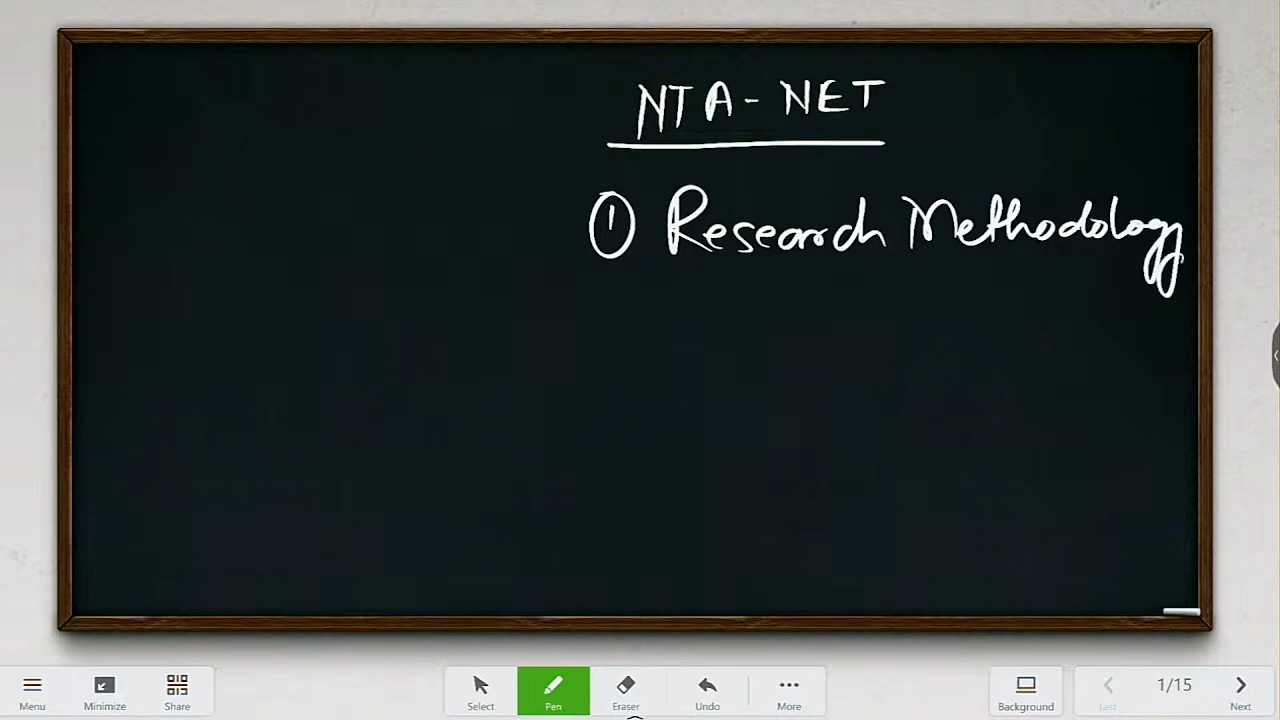 NTA - NET
① Research Methodology
Menu
Minimize
Share
Select
Pen
Eraser
Undo
More
Background
Last
1/15
Next